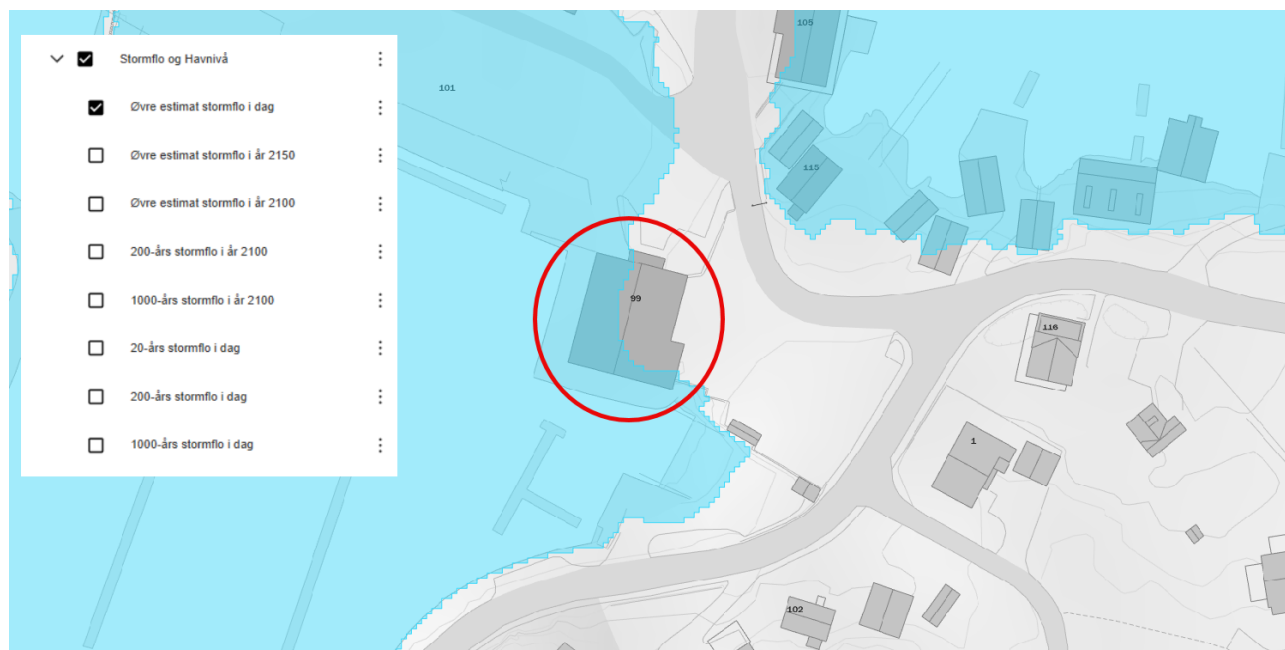 Stormflo og Havnivå
Øvre estimat stormflo i dag
Øvre estimat stormflo i år 2150
Øvre estimat stormflo i år 2100
200-års stormflo i år 2100
1000-års stormflo i år 2100
20-års stormflo i dag
200-års stormflo i dag
1000-års stormflo i dag
105
101
115
99
116
1
102